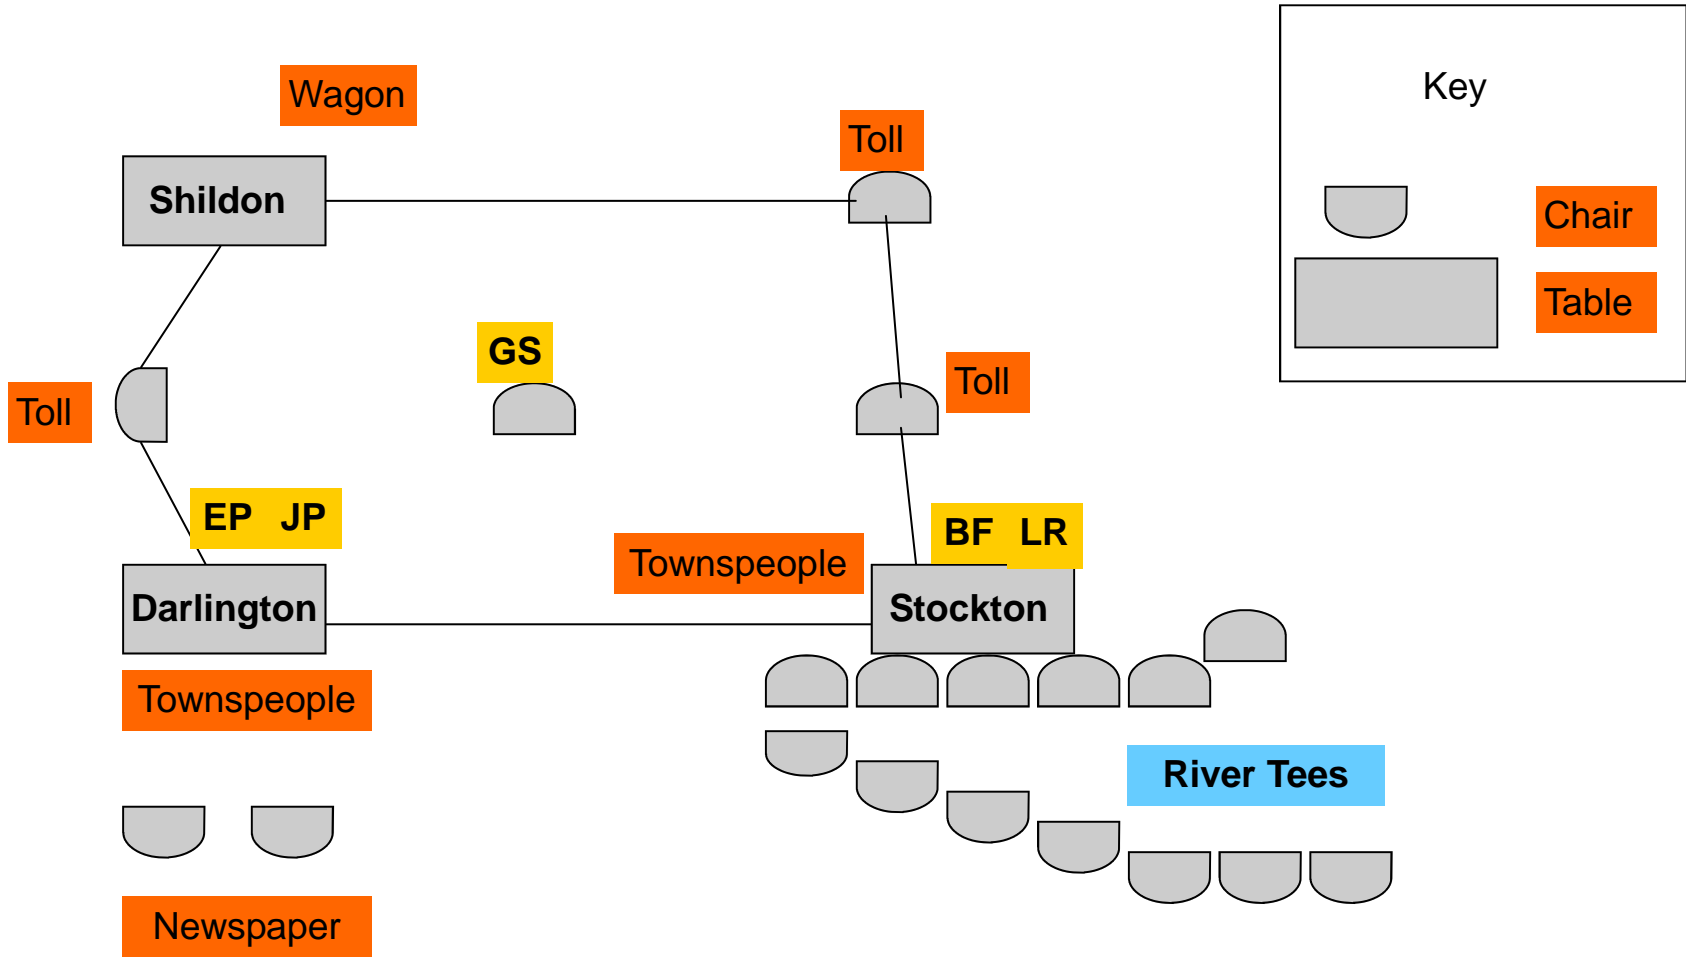 Wagon
Key
Toll
Shildon
Chair
Table
GS
Toll
Toll
EP JP
BF LR
Townspeople
Darlington
Stockton
Townspeople
River Tees
Newspaper